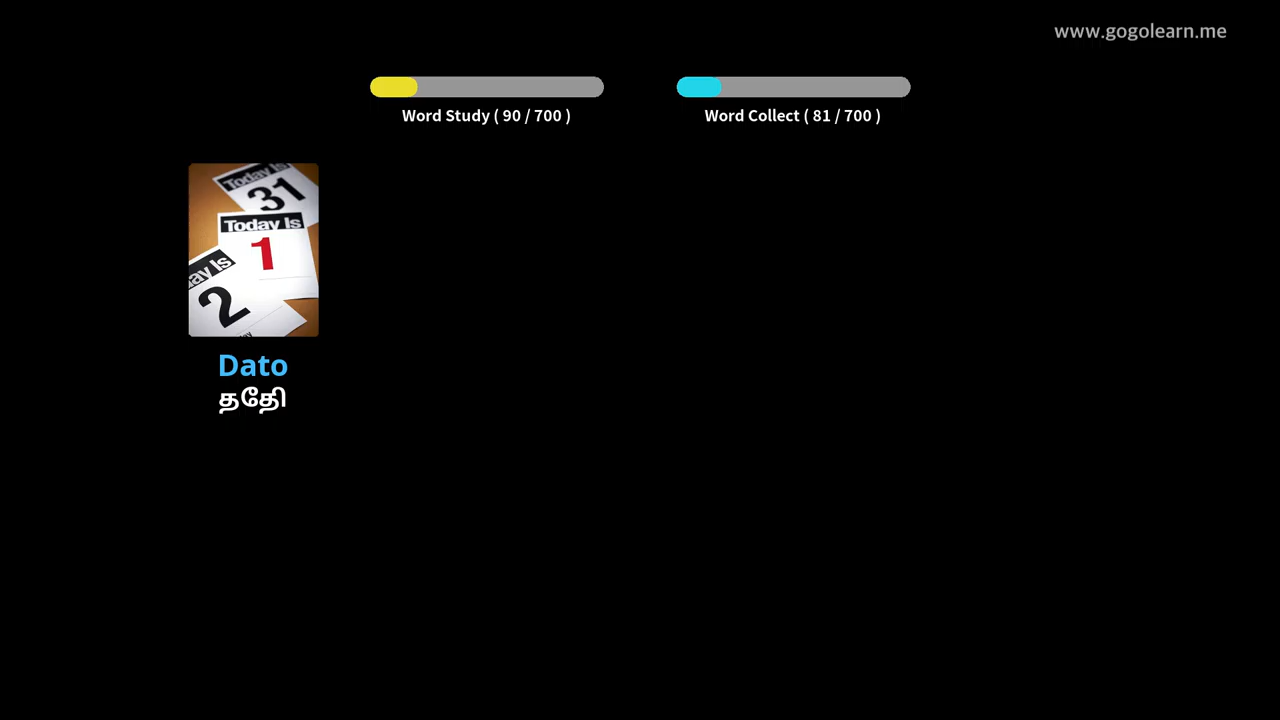 www.gogolearn.me
Word Study ( 90 / 700 )
Word Collect ( 81 / 700 )
Today Is
31
Today Is
1
ay Is
2
Dato
தேதி